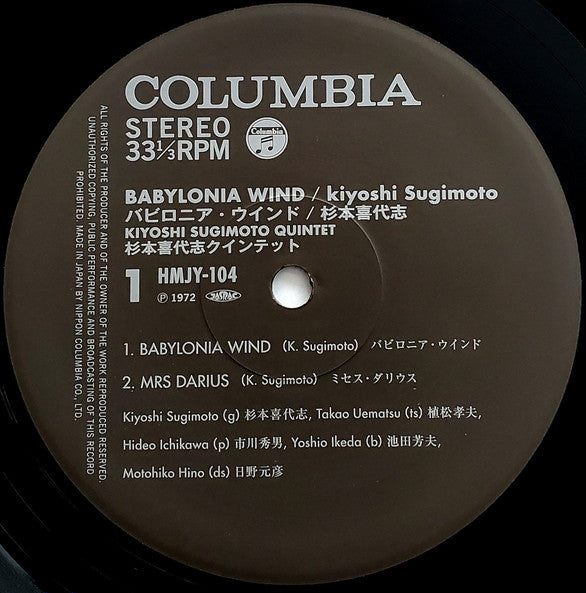 COLUMBIA
STEREO
33⅓RPM
Columbia
BABYLONIA WIND / kiyoshi Sugimoto
バビロニア・ウインド / 杉本喜代志
KIYOSHI SUGIMOTO QUINTET
杉本喜代志クインテット
1 HMJY-104
Ⓟ 1972 JASRAC
1. BABYLONIA WIND (K. Sugimoto) バビロニア・ウインド
2. MRS DARIUS (K. Sugimoto) ミセス・ダリウス
Kiyoshi Sugimoto (g) 杉本喜代志, Takao Uematsu (ts) 植松孝夫,
Hideo Ichikawa (p) 市川秀男, Yoshio Ikeda (b) 池田芳夫,
Motohiko Hino (ds) 日野元彦
ALL RIGHTS OF THE PRODUCER AND OF THE OWNER OF THE WORK REPRODUCED RESERVED.
UNAUTHORIZED COPYING, PUBLIC PERFORMANCE AND BROADCASTING OF THIS RECORD
PROHIBITED. MADE IN JAPAN BY NIPPON COLUMBIA CO., LTD.